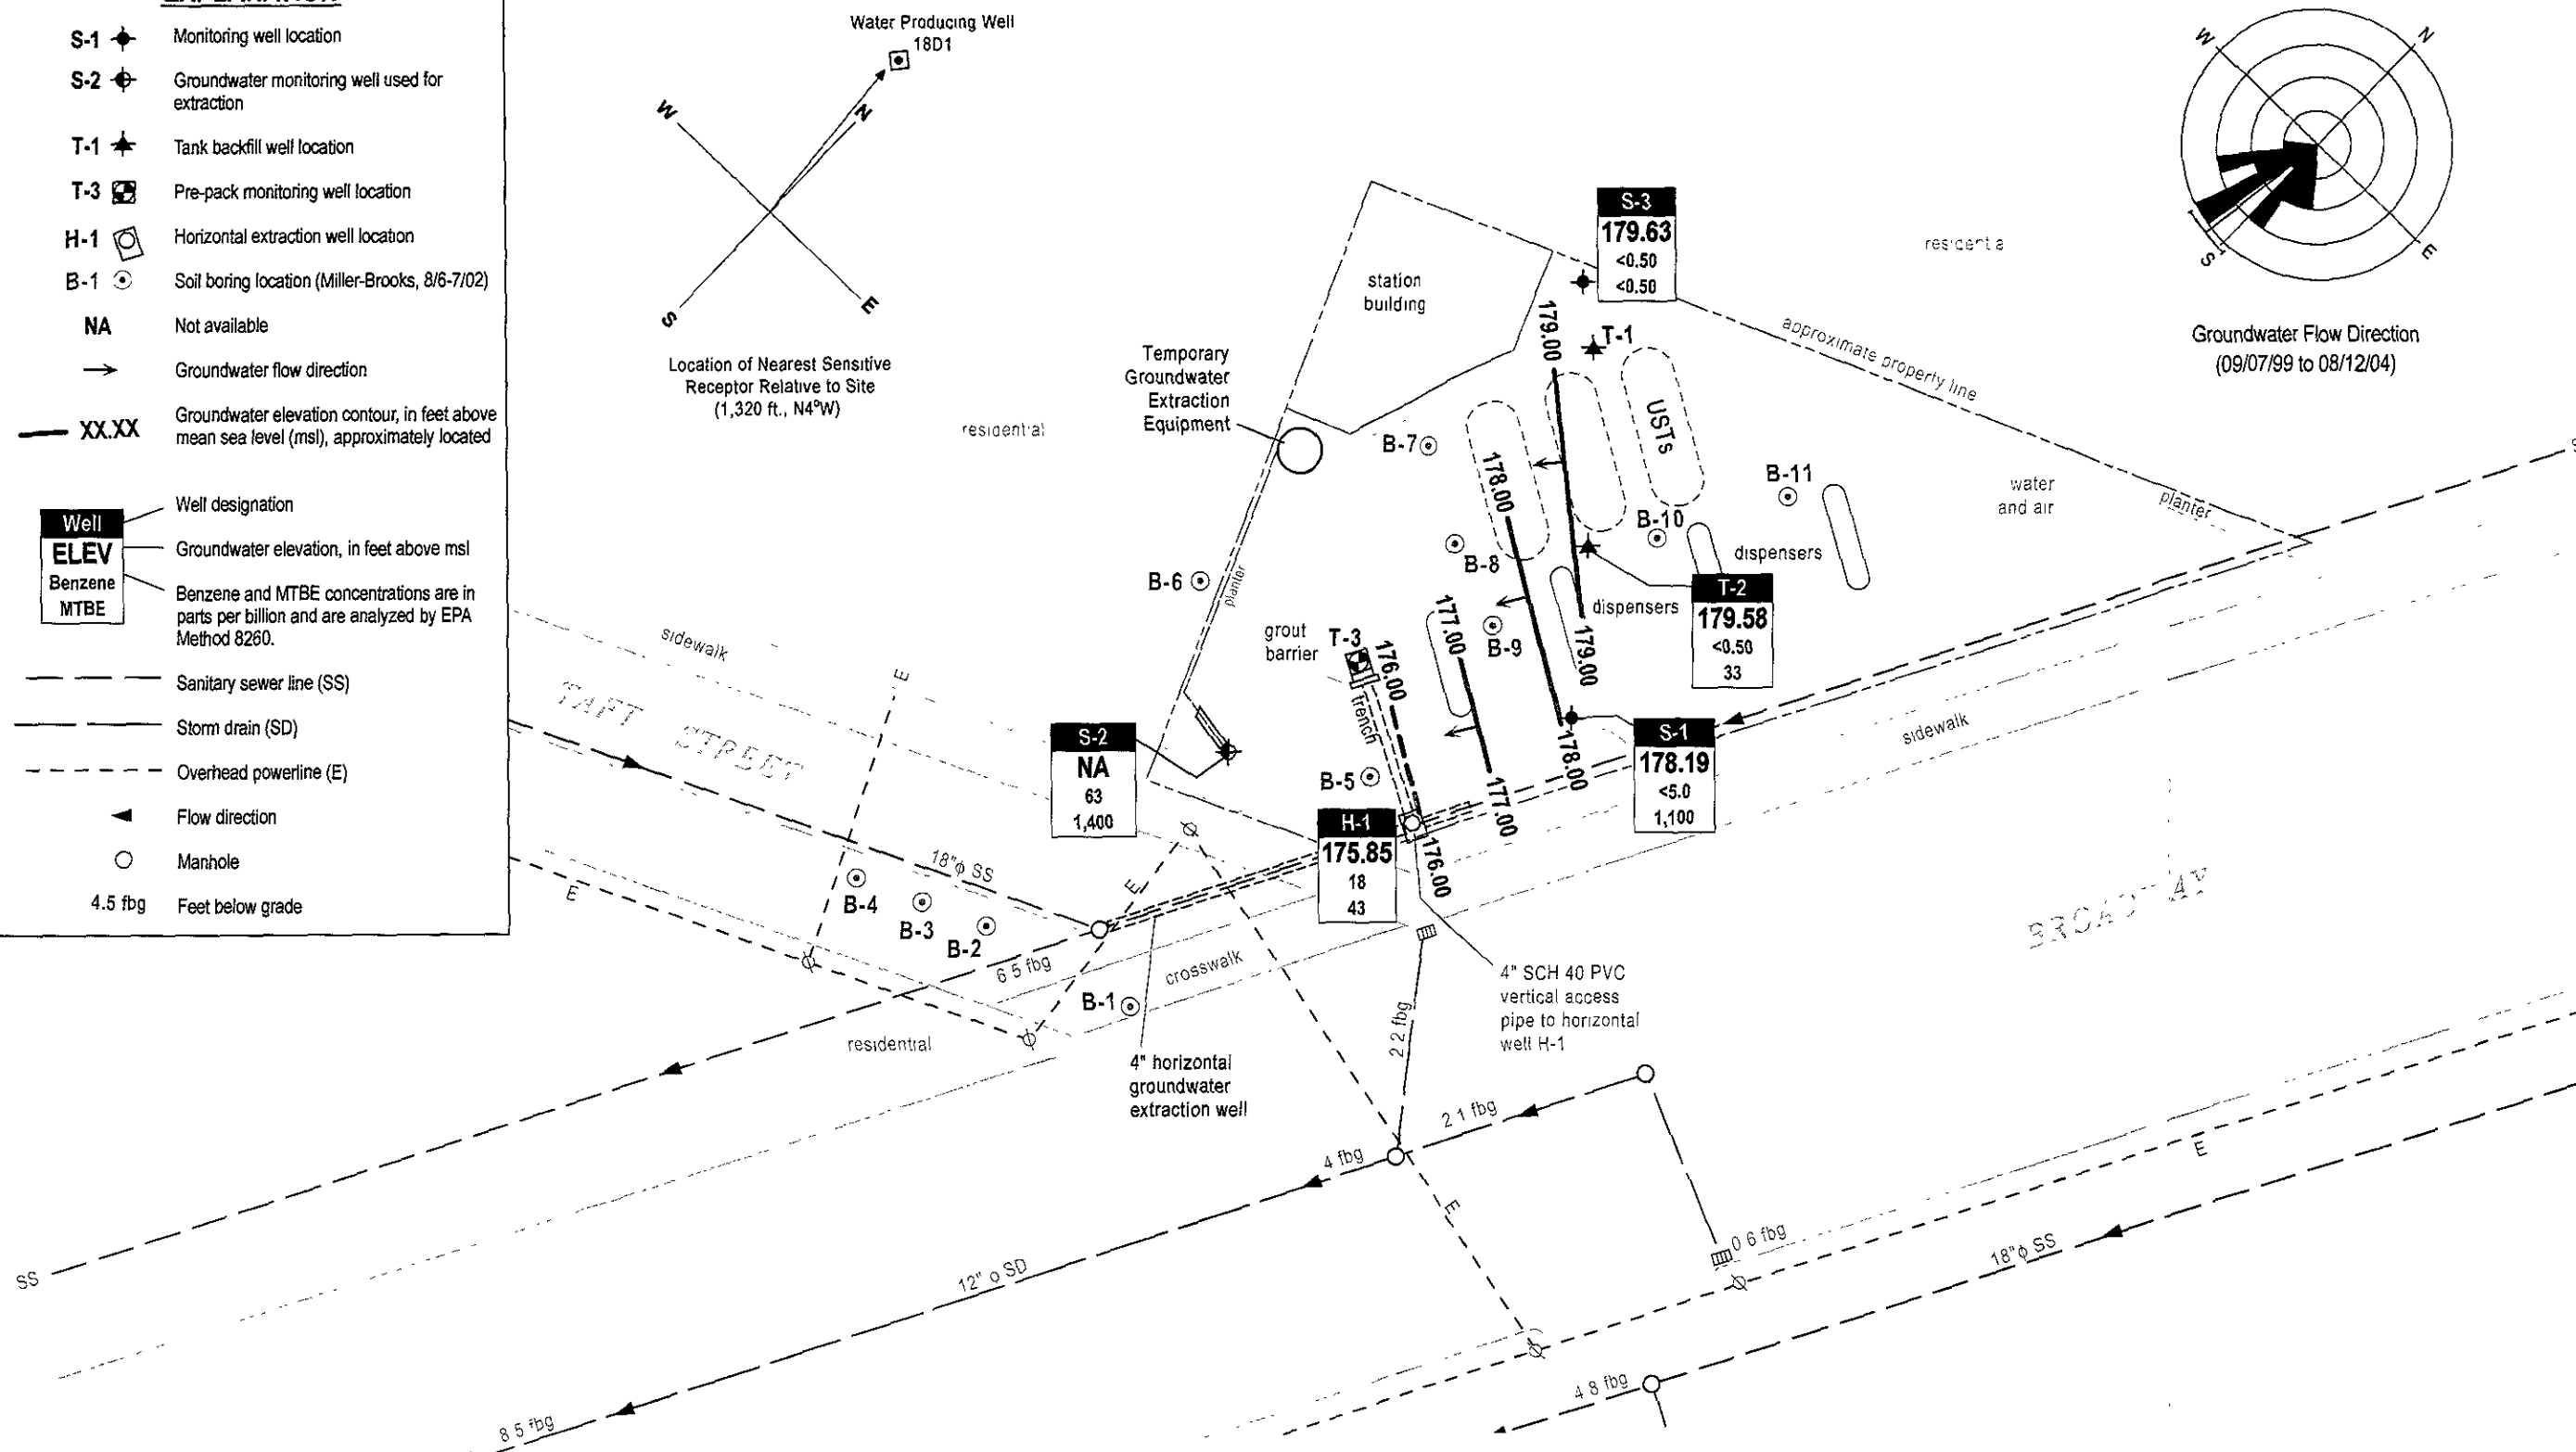 S-1
Monitoring well location
S-2
Groundwater monitoring well used for
extraction
T-1
Tank backfill well location
T-3
Pre-pack monitoring well location
H-1
Horizontal extraction well location
B-1
Soil boring location (Miller-Brooks, 8/6-7/02)
NA
Not available
Groundwater flow direction
XX.XX
Groundwater elevation contour, in feet above
mean sea level (msl), approximately located
Well
ELEV
Benzene
MTBE
Well designation
Groundwater elevation, in feet above msl
Benzene and MTBE concentrations are in
parts per billion and are analyzed by EPA
Method 8260.
Sanitary sewer line (SS)
Storm drain (SD)
Overhead powerline (E)
Flow direction
Manhole
4.5 fbg
Feet below grade
Water Producing Well
18D1
W
N
S
E
Location of Nearest Sensitive
Receptor Relative to Site
(1,320 ft., N4°W)
W
N
S
E
Groundwater Flow Direction
(09/07/99 to 08/12/04)
S-3
179.63
<0.50
<0.50
station
building
T-1
179.00
USTs
approximate property line
Temporary
Groundwater
Extraction
Equipment
residential
B-7
178.00
B-11
water
and air
planter
B-10
dispensers
B-8
B-6
planter
T-2
179.58
<0.50
33
dispensers
B-9
179.00
177.00
grout
barrier
T-3
176.00
Trench
sidewalk
TAFT STREET
E
S-2
NA
63
1,400
B-5
178.00
S-1
178.19
<5.0
1,100
sidewalk
177.00
H-1
175.85
18
43
176.00
BROAD
18"ϕ SS
E
E
B-4
B-3
B-2
6 5 fbg
crosswalk
B-1
residential
4" horizontal
groundwater
extraction well
4" SCH 40 PVC
vertical access
pipe to horizontal
well H-1
2 2 fbg
2 1 fbg
4 fbg
E
E
0 6 fbg
18"ϕ SS
SS
12" ϕ SD
4 8 fbg
8 5 fbg